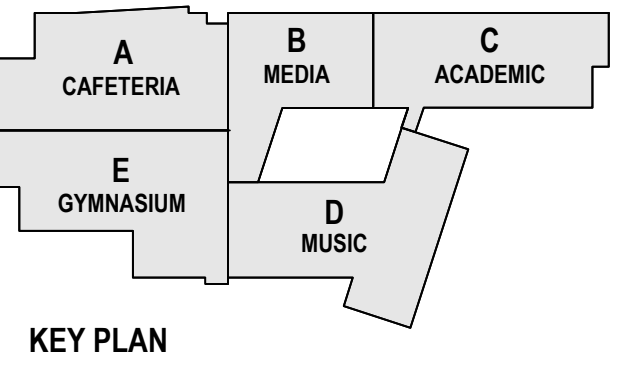 A
CAFETERIA
B
MEDIA
C
ACADEMIC
E
GYMNASIUM
D
MUSIC
KEY PLAN